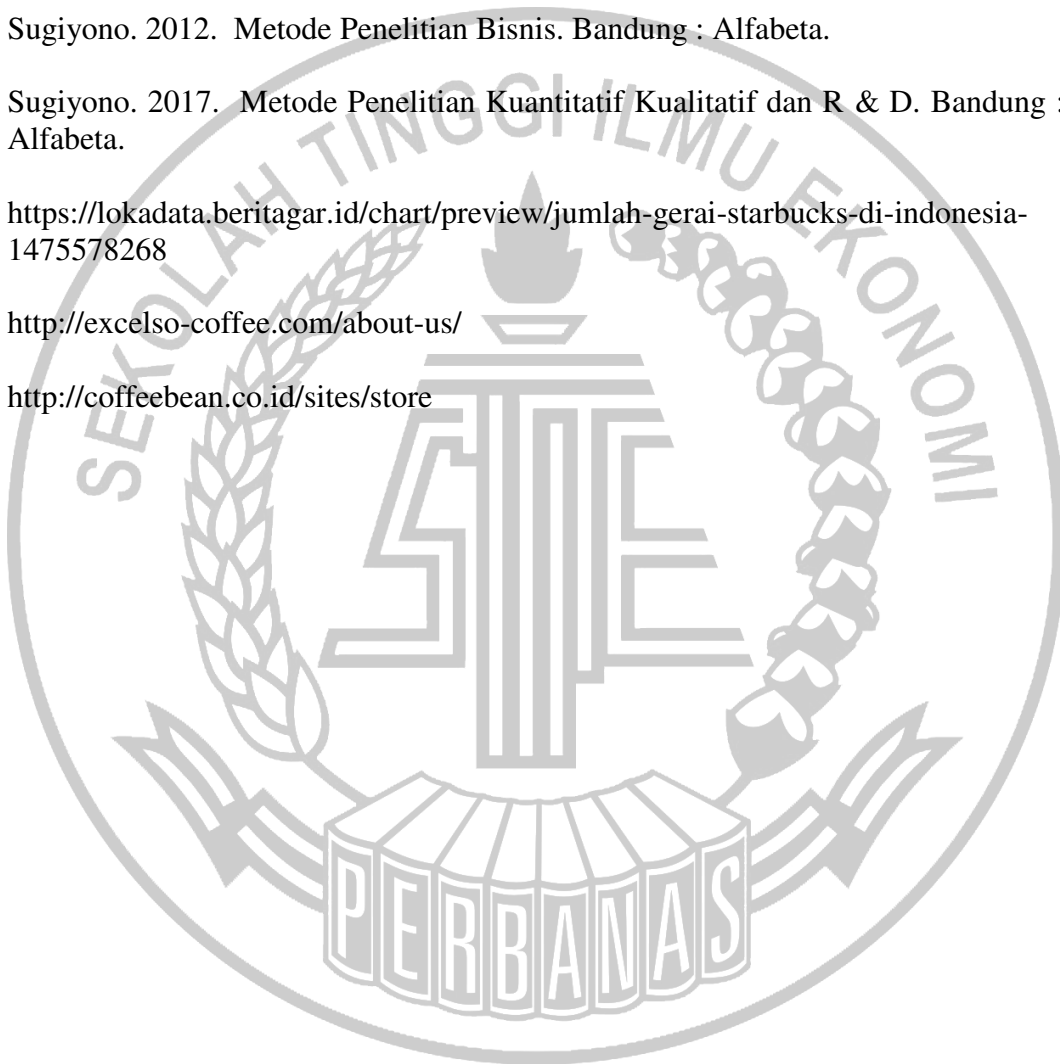 Sugiyono. 2012. Metode Penelitian Bisnis. Bandung : Alfabeta.
Sugiyono. 2017. Metode Penelitian Kuantitatif Kualitatif dan R & D. Bandung :
Alfabeta.
https://lokadata.beritagar.id/chart/preview/jumlah-gerai-starbucks-di-indonesia-
1475578268
http://excelso-coffee.com/about-us/
http://coffeebean.co.id/sites/store
SEKOLAH TINGGI ILMU EKONOMI
STIE
PERBANAS